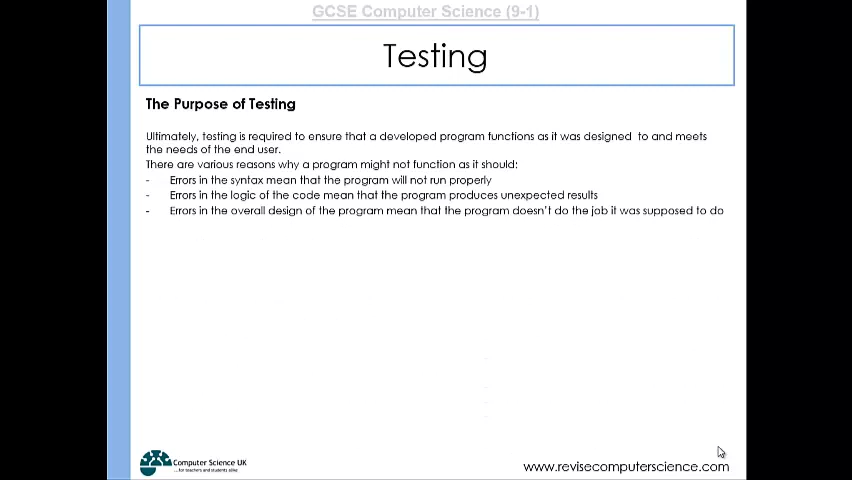 GCSE Computer Science (9-1)
Testing
The Purpose of Testing
Ultimately, testing is required to ensure that a developed program functions as it was designed to and meets
the needs of the end user.
There are various reasons why a program might not function as it should:
- Errors in the syntax mean that the program will not run properly
- Errors in the logic of the code mean that the program produces unexpected results
- Errors in the overall design of the program mean that the program doesn't do the job it was supposed to do
Computer Science UK
...for teachers and students alike
www.revisecomputerscience.com